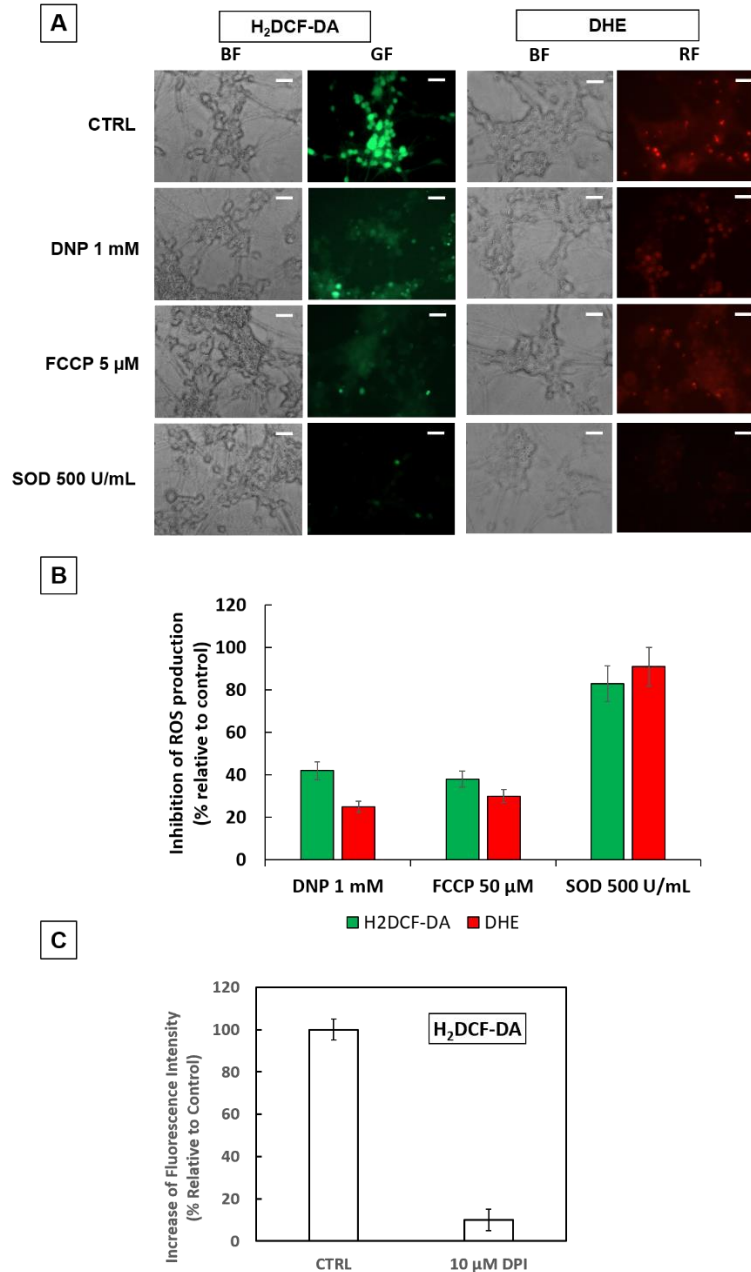 A
H₂DCF-DA DHE
BF GF BF RF
CTRL
DNP 1 mM
FCCP 5 µM
SOD 500 U/mL
B
Inhibition of ROS production
(% relative to control)
120
100
80
60
40
20
0
DNP 1 mM FCCP 50 µM SOD 500 U/mL
H2DCF-DA DHE
C
Increase of Fluorescence Intensity
(% Relative to Control)
120
100
80
60
40
20
0
H₂DCF-DA
CTRL 10 µM DPI